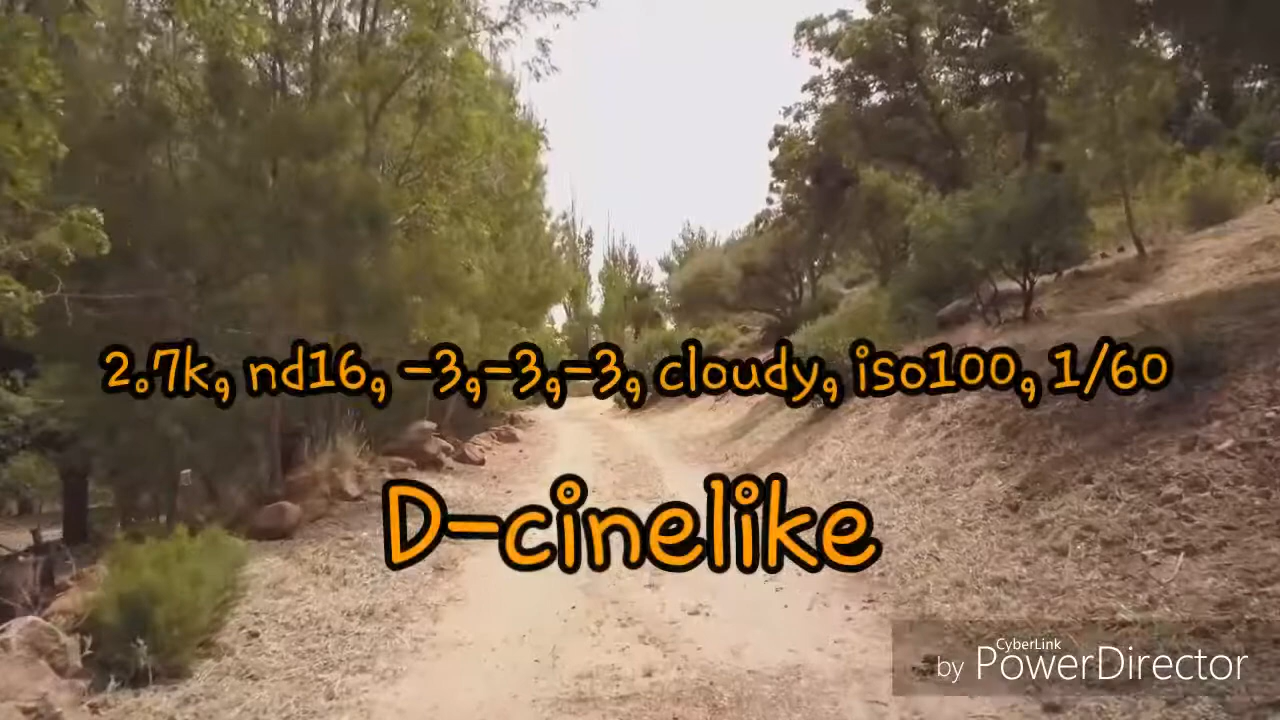 2.7k, nd16, -3,-3,-3, cloudy, iso100, 1/60
D-cinelike
CyberLink
by PowerDirector